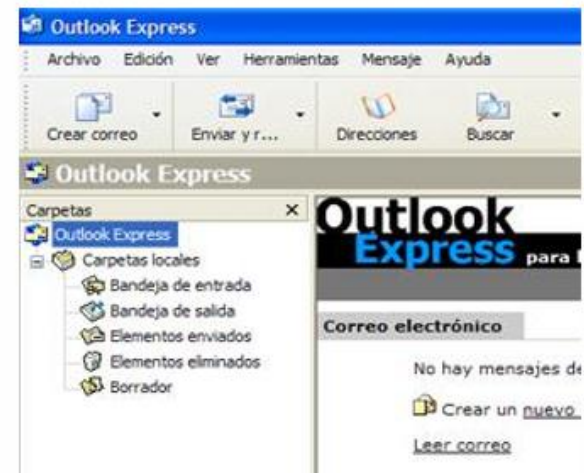 Outlook Express
Archivo Edición Ver Herramientas Mensaje Ayuda
Crear correo Enviar y r... Direcciones Buscar
Outlook Express
Carpetas
Outlook Express
Carpetas locales
Bandeja de entrada
Bandeja de salida
Elementos enviados
Elementos eliminados
Borrador
Outlook
Express para
Correo electrónico
No hay mensajes de
Crear un nuevo
Leer correo